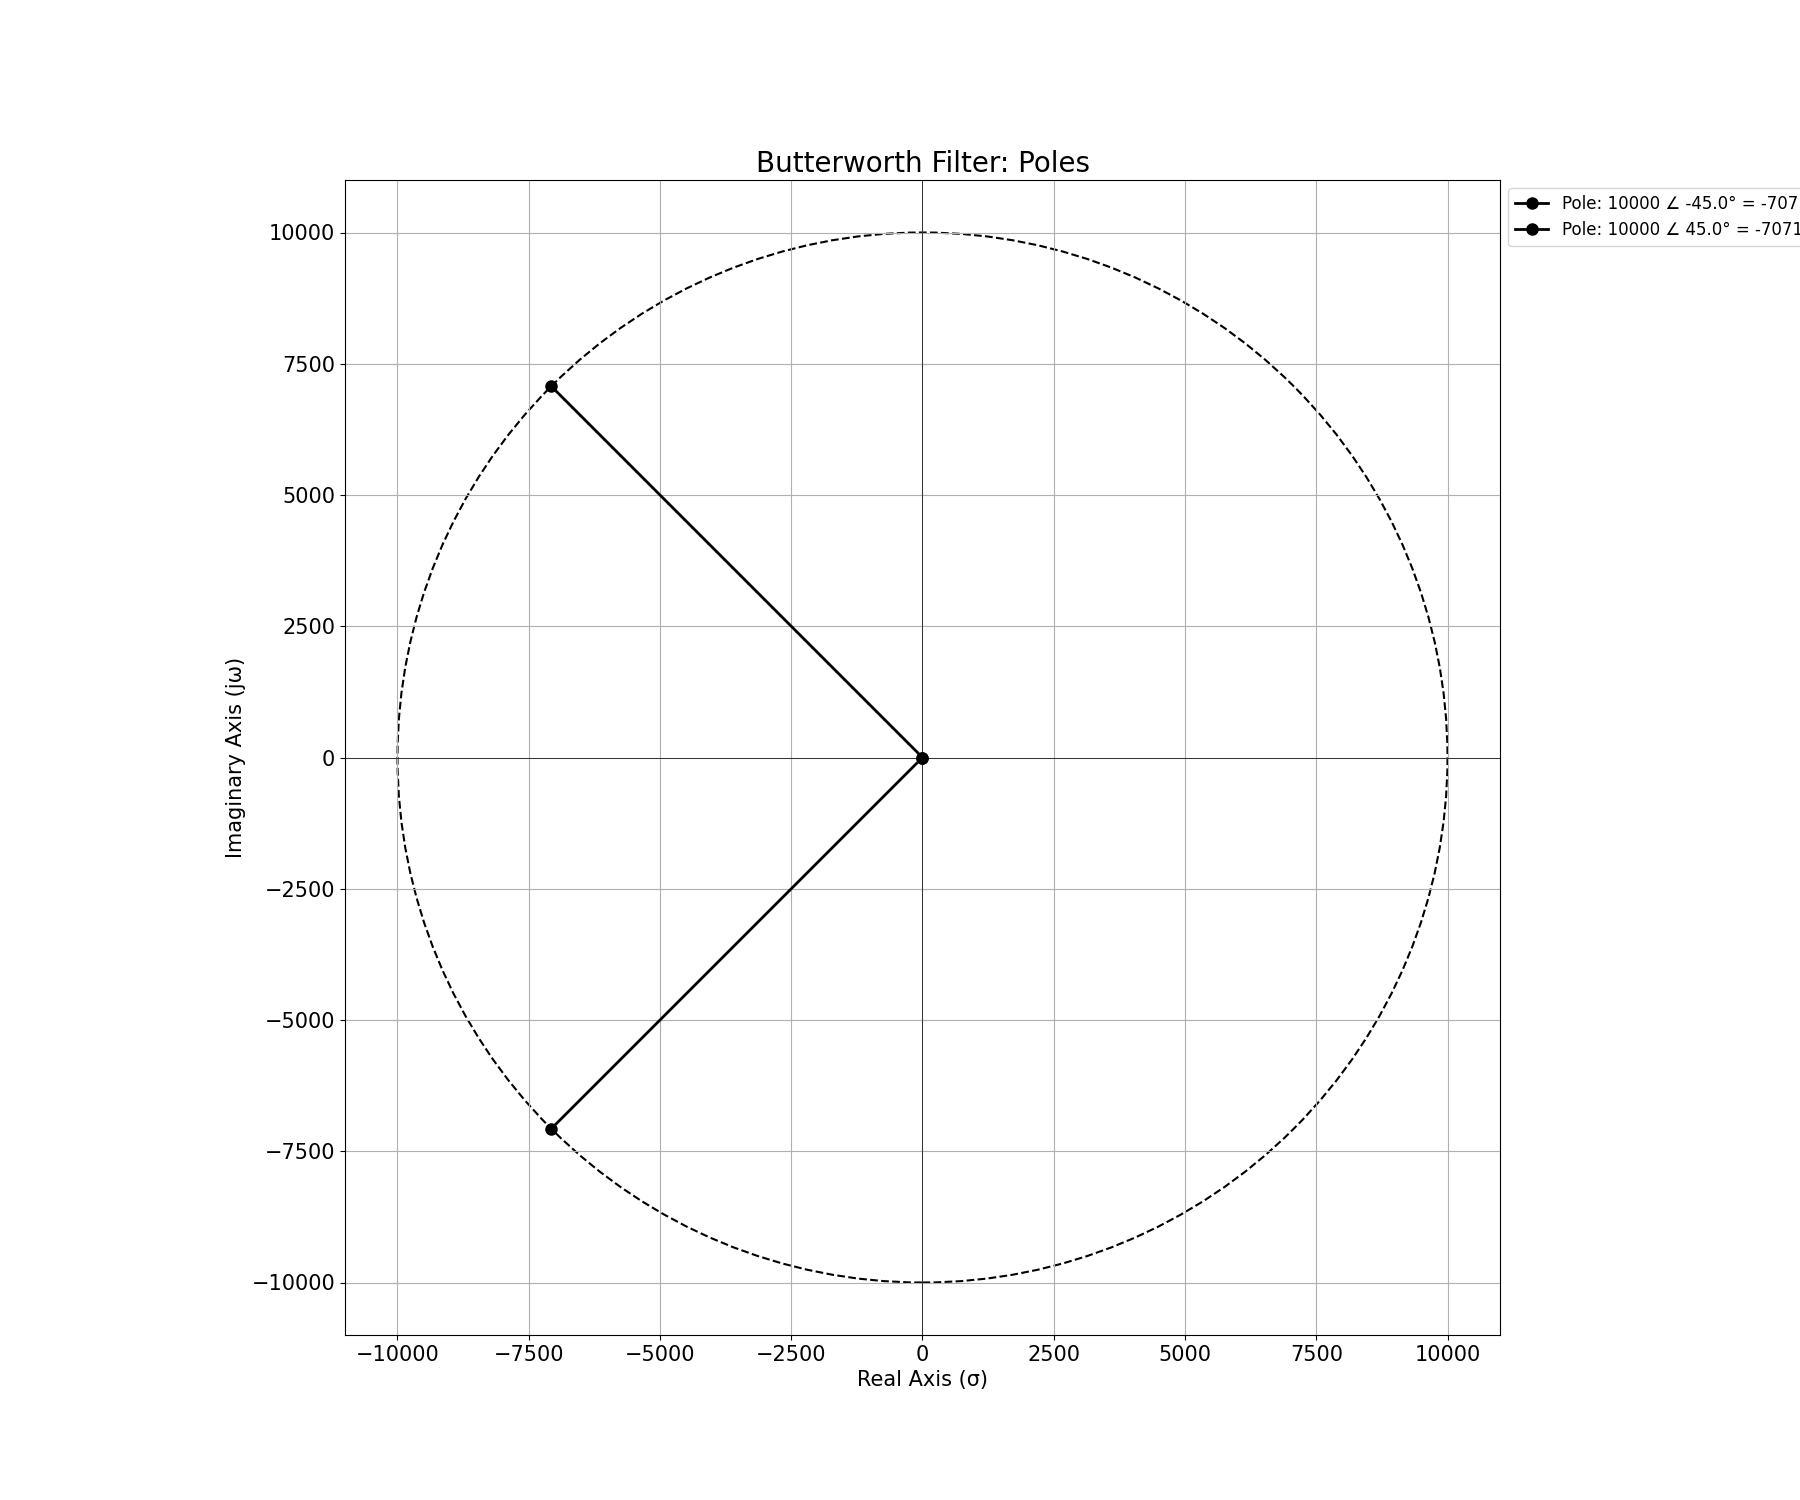 Butterworth Filter: Poles
Pole: 10000 ∠ -45.0° = -707
Pole: 10000 ∠ 45.0° = -7071
10000
7500
5000
2500
0
−2500
−5000
−7500
−10000
Imaginary Axis (jω)
−10000 −7500 −5000 −2500 0 2500 5000 7500 10000
Real Axis (σ)